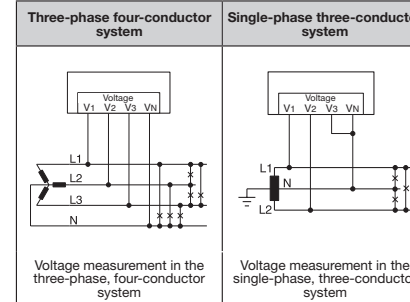 Three-phase four-conductor
system
Voltage
V1 V2 V3 VN
L1
L2
L3
N
Voltage measurement in the
three-phase, four-conductor
system
Single-phase three-conducto
system
Voltage
V1 V2 V3 VN
L1
N
L2
Voltage measurement in the
single-phase, three-conducto
system